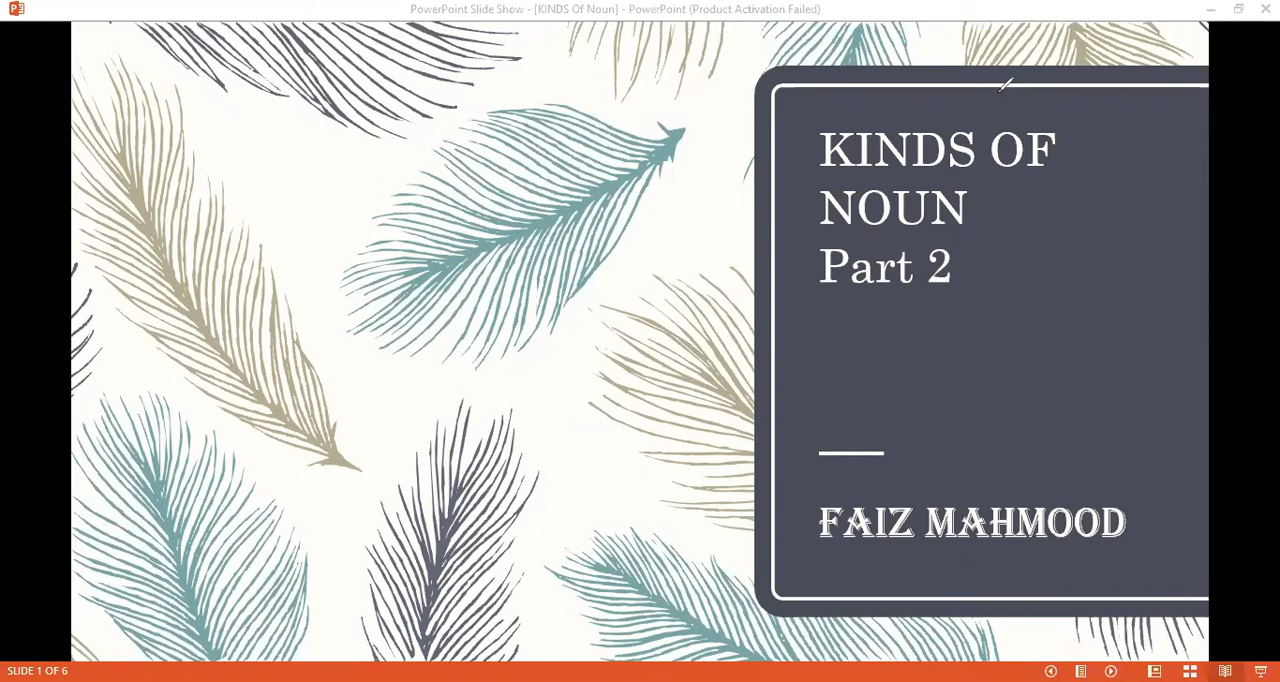 PowerPoint Slide Show - [KINDS Of Noun] - PowerPoint (Product Activation Failed)
KINDS OF
NOUN
Part 2
FAIZ MAHMOOD
SLIDE 1 OF 6